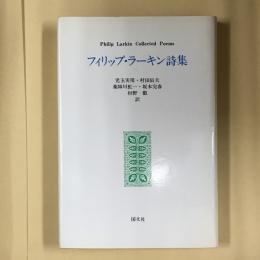 Philip Larkin Collected Poems
フィリップ・ラーキン詩集
児玉実用・村田辰夫
薬師川虹一・坂本完春
杉野 徹
訳
国文社